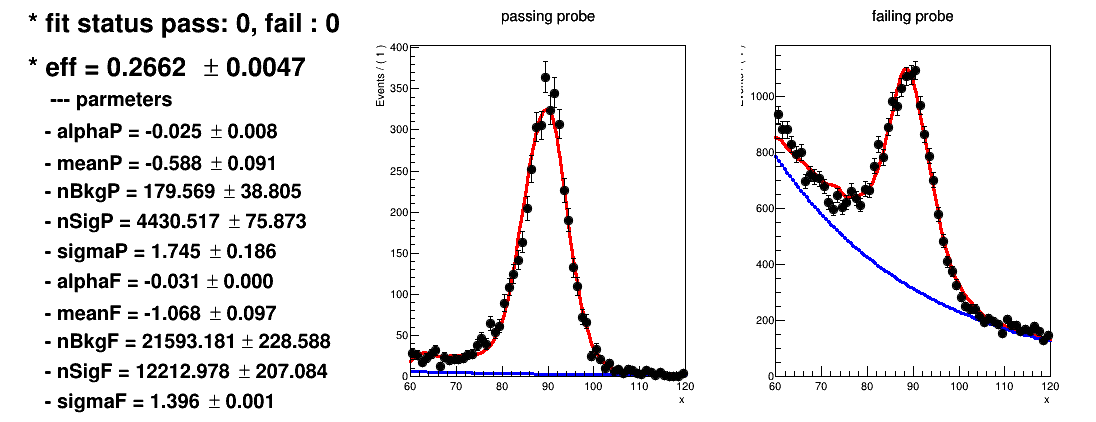 * fit status pass: 0, fail : 0
* eff = 0.2662 ± 0.0047
--- parmeters
- alphaP = -0.025 ± 0.008
- meanP = -0.588 ± 0.091
- nBkgP = 179.569 ± 38.805
- nSigP = 4430.517 ± 75.873
- sigmaP = 1.745 ± 0.186
- alphaF = -0.031 ± 0.000
- meanF = -1.068 ± 0.097
- nBkgF = 21593.181 ± 228.588
- nSigF = 12212.978 ± 207.084
- sigmaF = 1.396 ± 0.001
passing probe
Events / ( 1 )
400
350
300
250
200
150
100
50
0
60 70 80 90 100 110 120
x
failing probe
1000
800
600
400
200
0
60 70 80 90 100 110 120
x